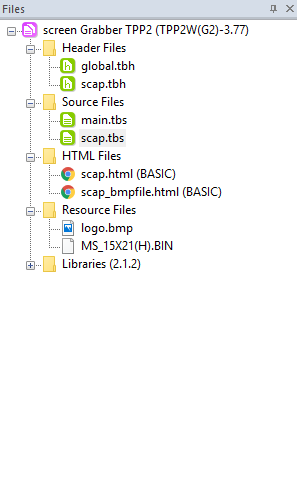 Files
screen Grabber TPP2 (TPP2W(G2)-3.77)
Header Files
global.tbh
scap.tbh
Source Files
main.tbs
scap.tbs
HTML Files
scap.html (BASIC)
scap_bmpfile.html (BASIC)
Resource Files
logo.bmp
MS_15X21(H).BIN
Libraries (2.1.2)